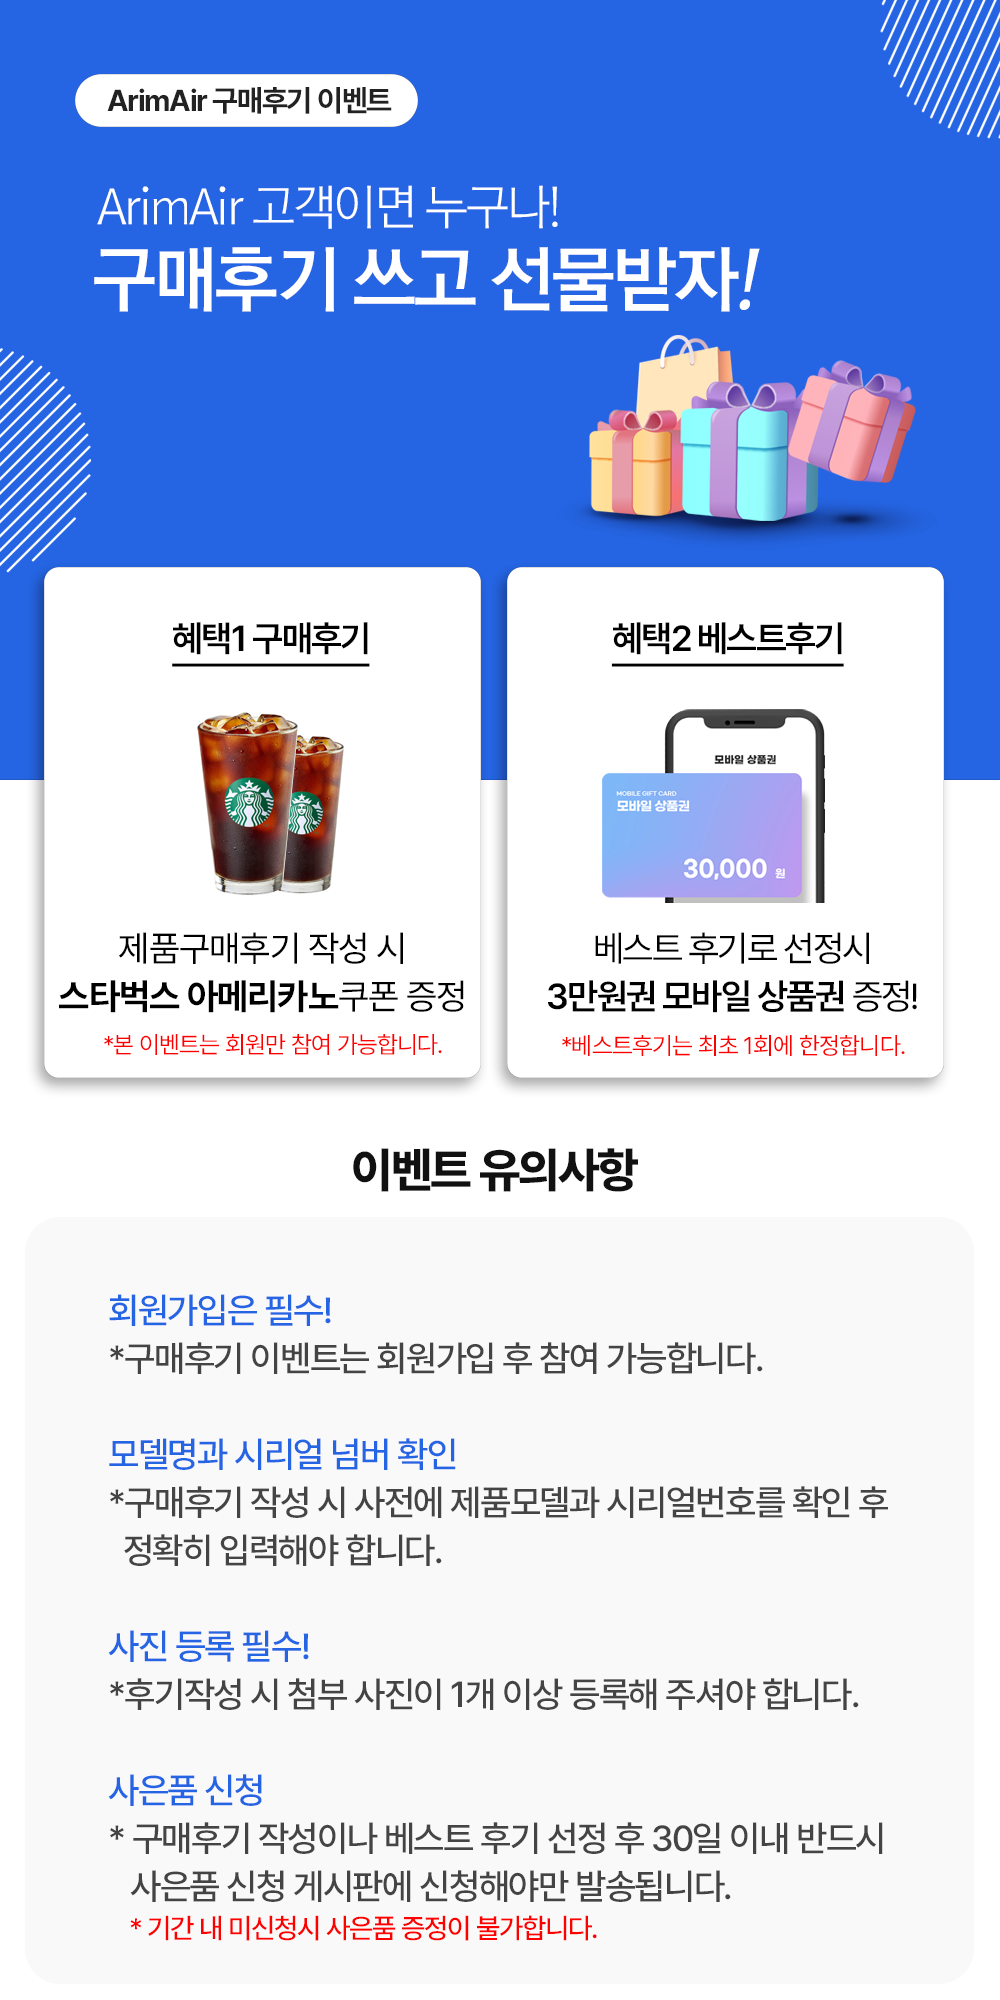 ArimAir 구매후기 이벤트
ArimAir 고객이면 누구나!
구매후기 쓰고 선물받자!
혜택1 구매후기
제품구매후기 작성 시
스타벅스 아메리카노쿠폰 증정
*본 이벤트는 회원만 참여 가능합니다.
혜택2 베스트후기
모바일 상품권
MOBILE GIFT CARD
모바일 상품권
30,000 원
베스트 후기로 선정시
3만원권 모바일 상품권 증정!
*베스트후기는 최초 1회에 한정합니다.
이벤트 유의사항
회원가입은 필수!
*구매후기 이벤트는 회원가입 후 참여 가능합니다.
모델명과 시리얼 넘버 확인
*구매후기 작성 시 사전에 제품모델과 시리얼번호를 확인 후
정확히 입력해야 합니다.
사진 등록 필수!
*후기작성 시 첨부 사진이 1개 이상 등록해 주셔야 합니다.
사은품 신청
* 구매후기 작성이나 베스트 후기 선정 후 30일 이내 반드시
사은품 신청 게시판에 신청해야만 발송됩니다.
* 기간 내 미신청시 사은품 증정이 불가합니다.